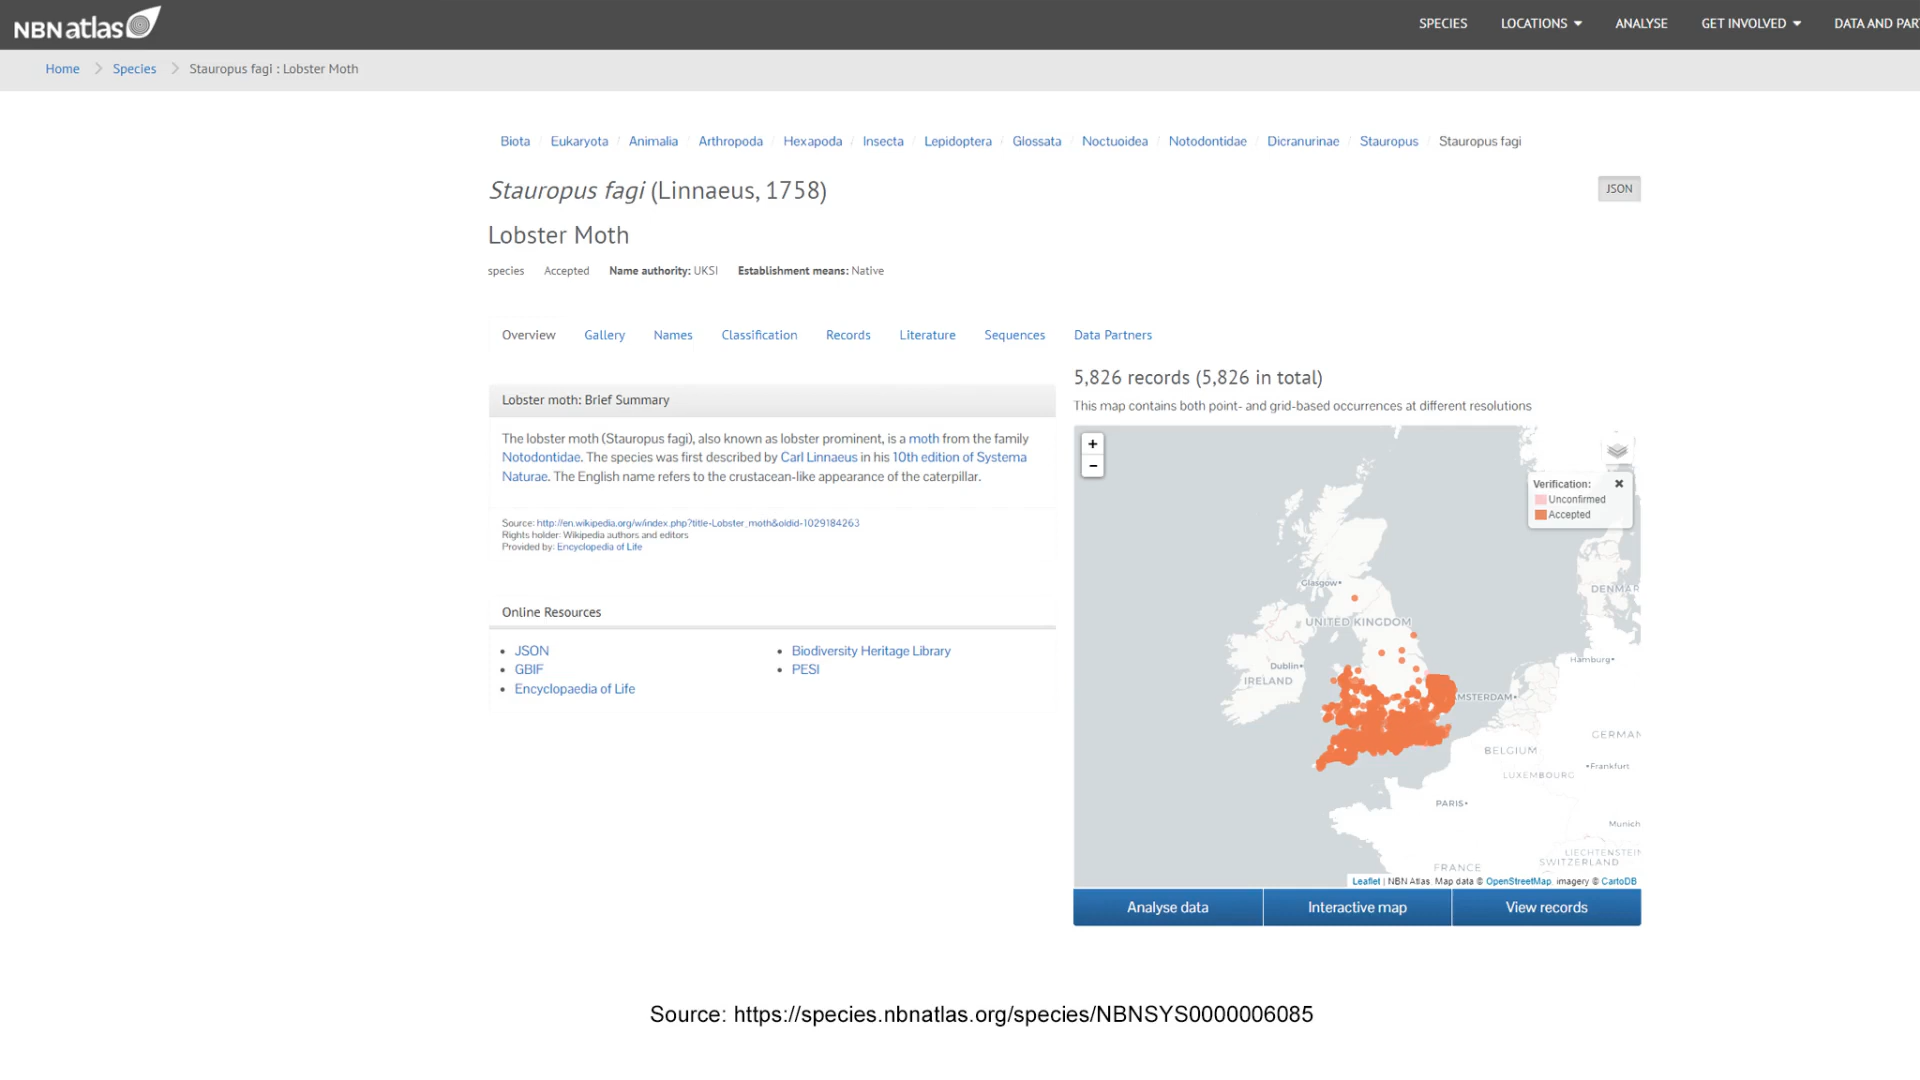 NBN atlas
SPECIES LOCATIONS ANALYSE GET INVOLVED DATA AND PAR
Home Species Stauropus fagi : Lobster Moth
Biota / Eukaryota / Animalia / Arthropoda / Hexapoda / Insecta / Lepidoptera / Glossata / Noctuoidea / Notodontidae / Dicranurinae / Stauropus / Stauropus fagi
Stauropus fagi (Linnaeus, 1758)
JSON
Lobster Moth
species Accepted Name authority: UKSI Establishment means: Native
Overview Gallery Names Classification Records Literature Sequences Data Partners
Lobster moth: Brief Summary
The lobster moth (Stauropus fagi), also known as lobster prominent, is a moth from the family
Notodontidae. The species was first described by Carl Linnaeus in his 10th edition of Systema
Naturae. The English name refers to the crustacean-like appearance of the caterpillar.
Source: http://en.wikipedia.org/w/index.php?title=Lobster_moth&oldid=1029184263
Rights holder: Wikipedia authors and editors
Provided by: Encyclopedia of Life
Online Resources
• JSON
• GBIF
• Encyclopaedia of Life
• Biodiversity Heritage Library
• PESI
5,826 records (5,826 in total)
This map contains both point- and grid-based occurrences at different resolutions
+
−
Verification: ×
Unconfirmed
Accepted
Glasgow
DENMAR
UNITED KINGDOM
Hamburg
Dublin
IRELAND
MSTERDAM
GERMAN
BELGIUM
Frankfurt
LUXEMBOURG
PARIS
Munich
LIECHTENSTEIN
SWITZERLAND
FRANCE
Leaflet | NBN Atlas Map data © OpenStreetMap, imagery © CartoDB
Analyse data Interactive map View records
Source: https://species.nbnatlas.org/species/NBNSYS0000006085